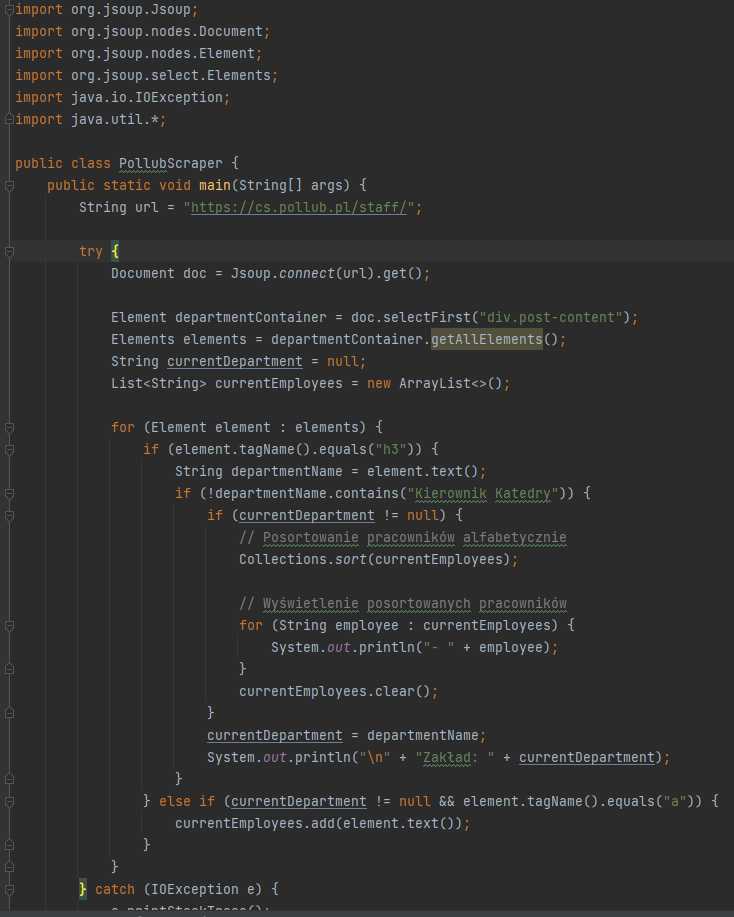 import org.jsoup.Jsoup;
import org.jsoup.nodes.Document;
import org.jsoup.nodes.Element;
import org.jsoup.select.Elements;
import java.io.IOException;
import java.util.*;

public class PollubScraper {
    public static void main(String[] args) {
        String url = "https://cs.pollub.pl/staff/";

        try {
            Document doc = Jsoup.connect(url).get();

            Element departmentContainer = doc.selectFirst("div.post-content");
            Elements elements = departmentContainer.getAllElements();
            String currentDepartment = null;
            List<String> currentEmployees = new ArrayList<>();

            for (Element element : elements) {
                if (element.tagName().equals("h3")) {
                    String departmentName = element.text();
                    if (!departmentName.contains("Kierownik Katedry")) {
                        if (currentDepartment != null) {
                            // Posortowanie pracowników alfabetycznie
                            Collections.sort(currentEmployees);

                            // Wyświetlenie posortowanych pracowników
                            for (String employee : currentEmployees) {
                                System.out.println("- " + employee);
                            }
                            currentEmployees.clear();
                        }
                        currentDepartment = departmentName;
                        System.out.println("\n" + "Zakład: " + currentDepartment);
                    }
                } else if (currentDepartment != null && element.tagName().equals("a")) {
                    currentEmployees.add(element.text());
                }
            }
        } catch (IOException e) {
            e.printStackTrace();